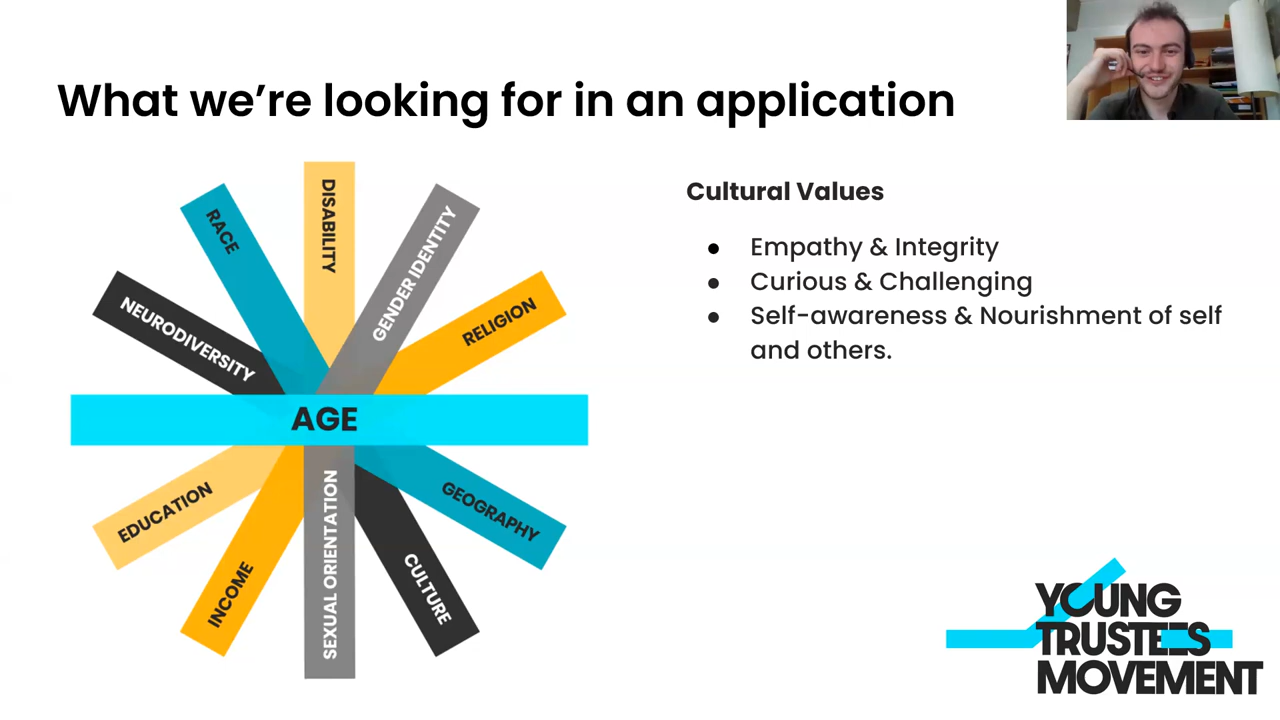 What we're looking for in an application
DISABILITY
RACE
GENDER IDENTITY
NEURODIVERSITY
RELIGION
AGE
EDUCATION
GEOGRAPHY
INCOME
SEXUAL ORIENTATION
CULTURE
Cultural Values
● Empathy & Integrity
● Curious & Challenging
● Self-awareness & Nourishment of self
and others.
YOUNG
TRUSTEES
MOVEMENT